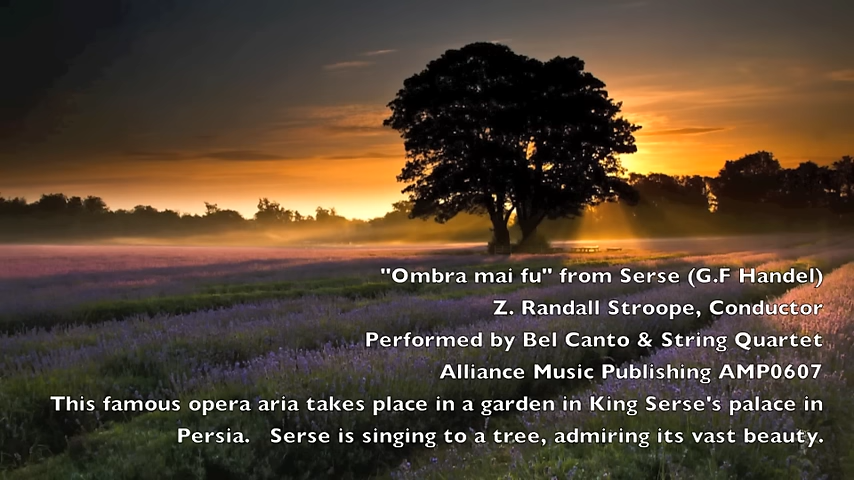 "Ombra mai fu" from Serse (G.F Handel)
Z. Randall Stroope, Conductor
Performed by Bel Canto & String Quartet
Alliance Music Publishing AMP0607
This famous opera aria takes place in a garden in King Serse's palace in
Persia.   Serse is singing to a tree, admiring its vast beauty.